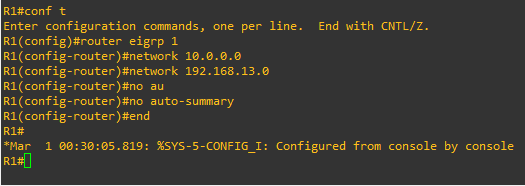 R1#conf t
Enter configuration commands, one per line.  End with CNTL/Z.
R1(config)#router eigrp 1
R1(config-router)#network 10.0.0.0
R1(config-router)#network 192.168.13.0
R1(config-router)#no au
R1(config-router)#no auto-summary
R1(config-router)#end
R1#
*Mar  1 00:30:05.819: %SYS-5-CONFIG_I: Configured from console by console
R1#